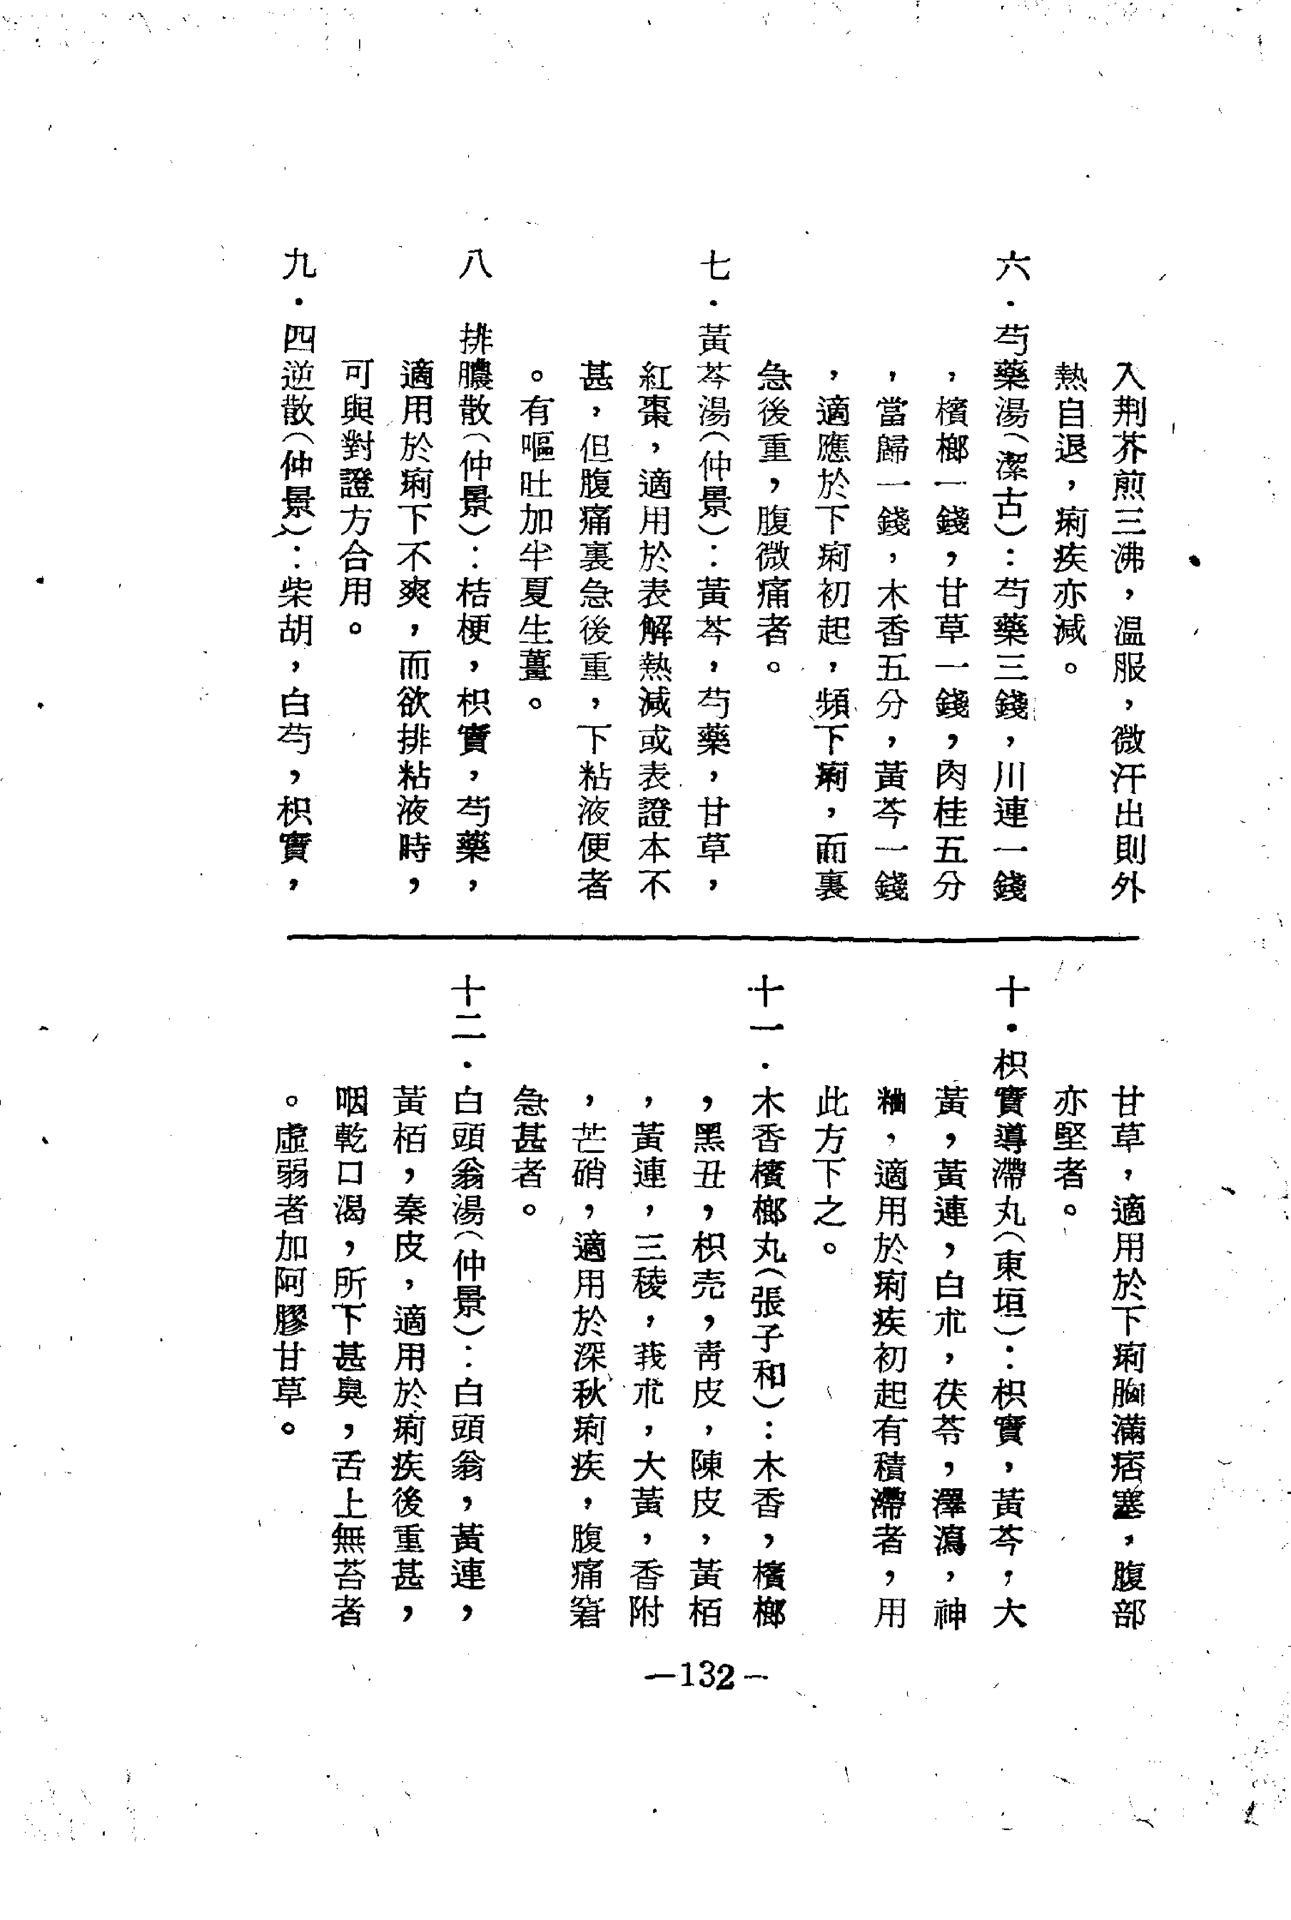 入荆芥煎三沸，温服，微汗出則外
熱自退，痢疾亦減。
六．芍藥湯（潔古）：芍藥三錢，川連一錢
，檳榔一錢，甘草一錢，肉桂五分
，當歸一錢，木香五分，黃芩一錢
，適應於下痢初起，頻下痢，而裏
急後重，腹微痛者。
七．黃芩湯（仲景）：黃芩，芍藥，甘草，
紅棗，適用於表解熱減或表證本不
甚，但腹痛裏急後重，下粘液便者
。有嘔吐加半夏生薑。
八　排膿散（仲景）：桔梗，枳實，芍藥，
適用於痢下不爽，而欲排粘液時，
可與對證方合用。
九．四逆散（仲景）：柴胡，白芍，枳實，
甘草，適用於下痢胸滿痞塞，腹部
亦堅者。
十．枳實導滯丸（東垣）：枳實，黃芩，大
黃，黃連，白朮，茯苓，澤瀉，神
粬，適用於痢疾初起有積滯者，用
此方下之。
十一．木香檳榔丸（張子和）：木香，檳榔
，黑丑，枳壳，靑皮，陳皮，黃栢
，黃連，三稜，莪朮，大黃，香附
，芒硝，適用於深秋痢疾，腹痛窘
急甚者。
十二．白頭翁湯（仲景）：白頭翁，黃連，
黃栢，秦皮，適用於痢疾後重甚，
咽乾口渴，所下甚臭，舌上無苔者
。虛弱者加阿膠甘草。
—132—